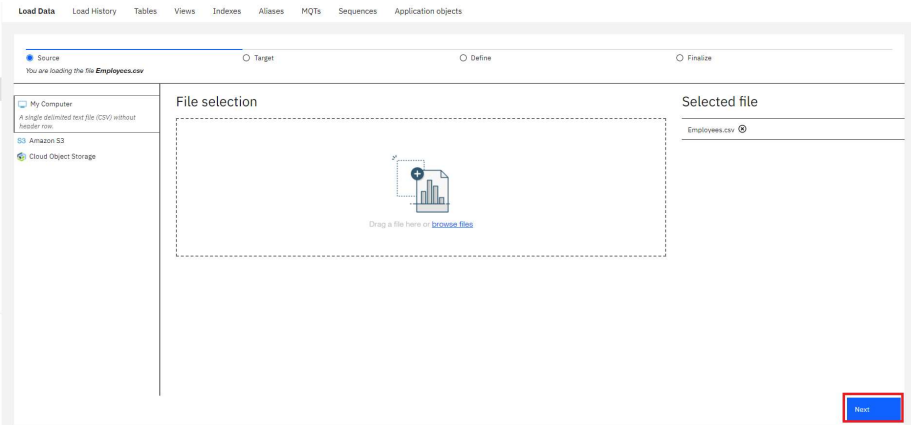 Load Data Load History Tables Views Indexes Aliases MQTs Sequences Application objects
Source Target Define Finalize
You are loading the file Employees.csv
My Computer
A single delimited text file (CSV) without
header row.
S3 Amazon S3
Cloud Object Storage
File selection
Drag a file here or browse files
Selected file
Employees.csv
Next